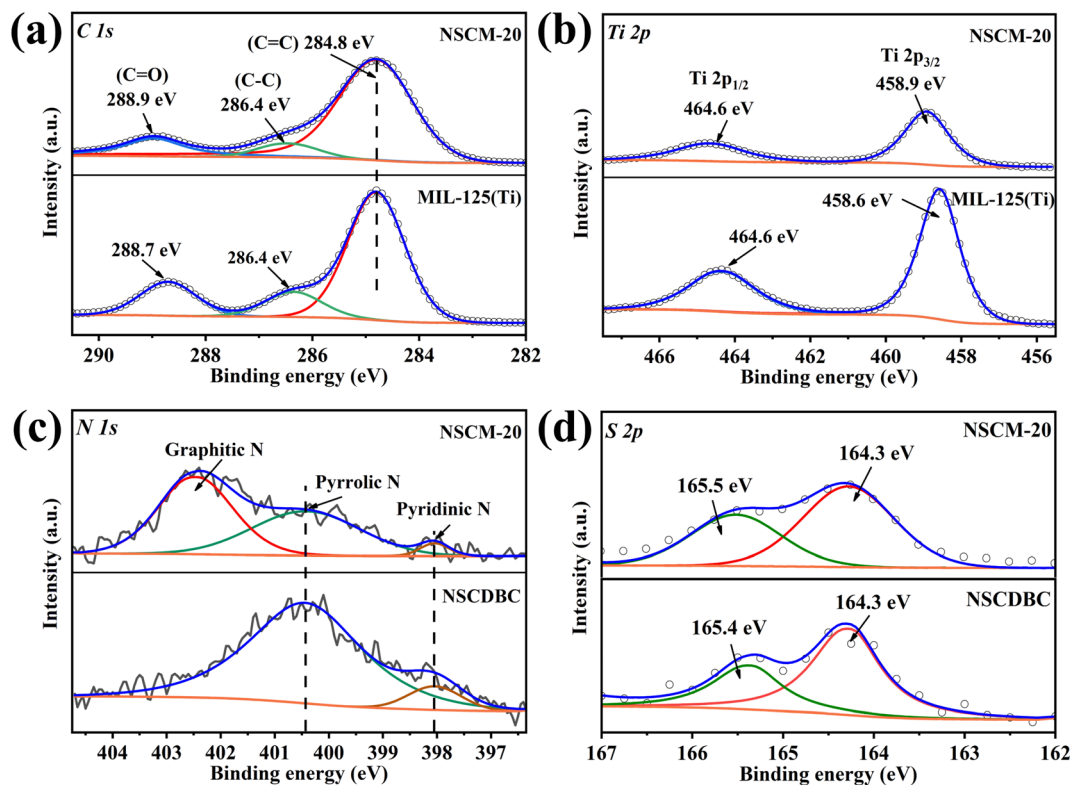 (a)
C 1s
NSCM-20
(C=C) 284.8 eV
(C=O)
288.9 eV
(C-C)
286.4 eV
MIL-125(Ti)
288.7 eV
286.4 eV
Intensity (a.u.)
290 288 286 284 282
Binding energy (eV)
(b)
Ti 2p
NSCM-20
Ti 2p1/2
464.6 eV
Ti 2p3/2
458.9 eV
MIL-125(Ti)
458.6 eV
464.6 eV
Intensity (a.u.)
466 464 462 460 458 456
Binding energy (eV)
(c)
N 1s
NSCM-20
Graphitic N
Pyrrolic N
Pyridinic N
NSCDBC
Intensity (a.u.)
404 403 402 401 400 399 398 397
Binding energy (eV)
(d)
S 2p
NSCM-20
164.3 eV
165.5 eV
NSCDBC
164.3 eV
165.4 eV
Intensity (a.u.)
167 166 165 164 163 162
Binding energy (eV)